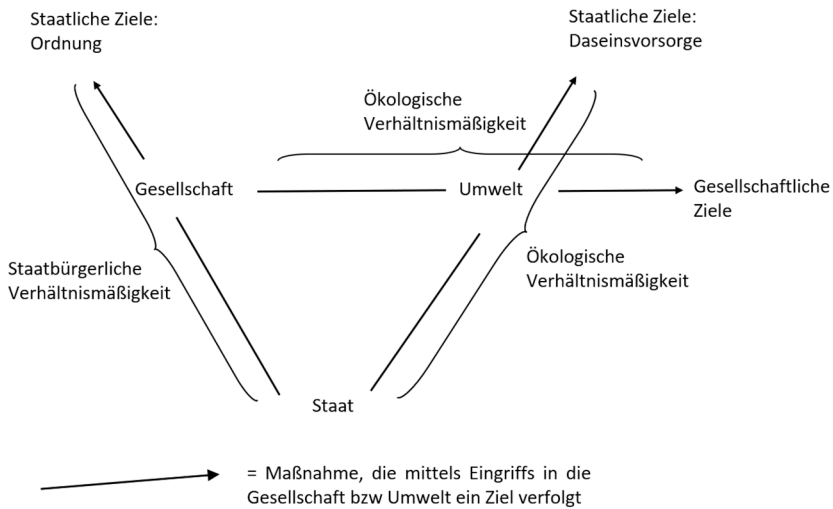 Staatliche Ziele:
Ordnung
Staatliche Ziele:
Daseinsvorsorge
Ökologische
Verhältnismäßigkeit
Gesellschaft
Umwelt
Gesellschaftliche
Ziele
Staatbürgerliche
Verhältnismäßigkeit
Ökologische
Verhältnismäßigkeit
Staat
= Maßnahme, die mittels Eingriffs in die
Gesellschaft bzw Umwelt ein Ziel verfolgt